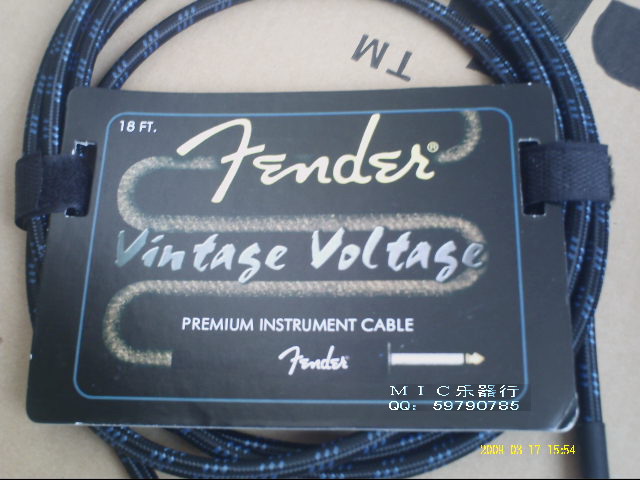 TM
18 FT.
Fender®
Vintage Voltage
PREMIUM INSTRUMENT CABLE
Fender
MIC乐器行
QQ: 59790785
2008 03 17 15:54